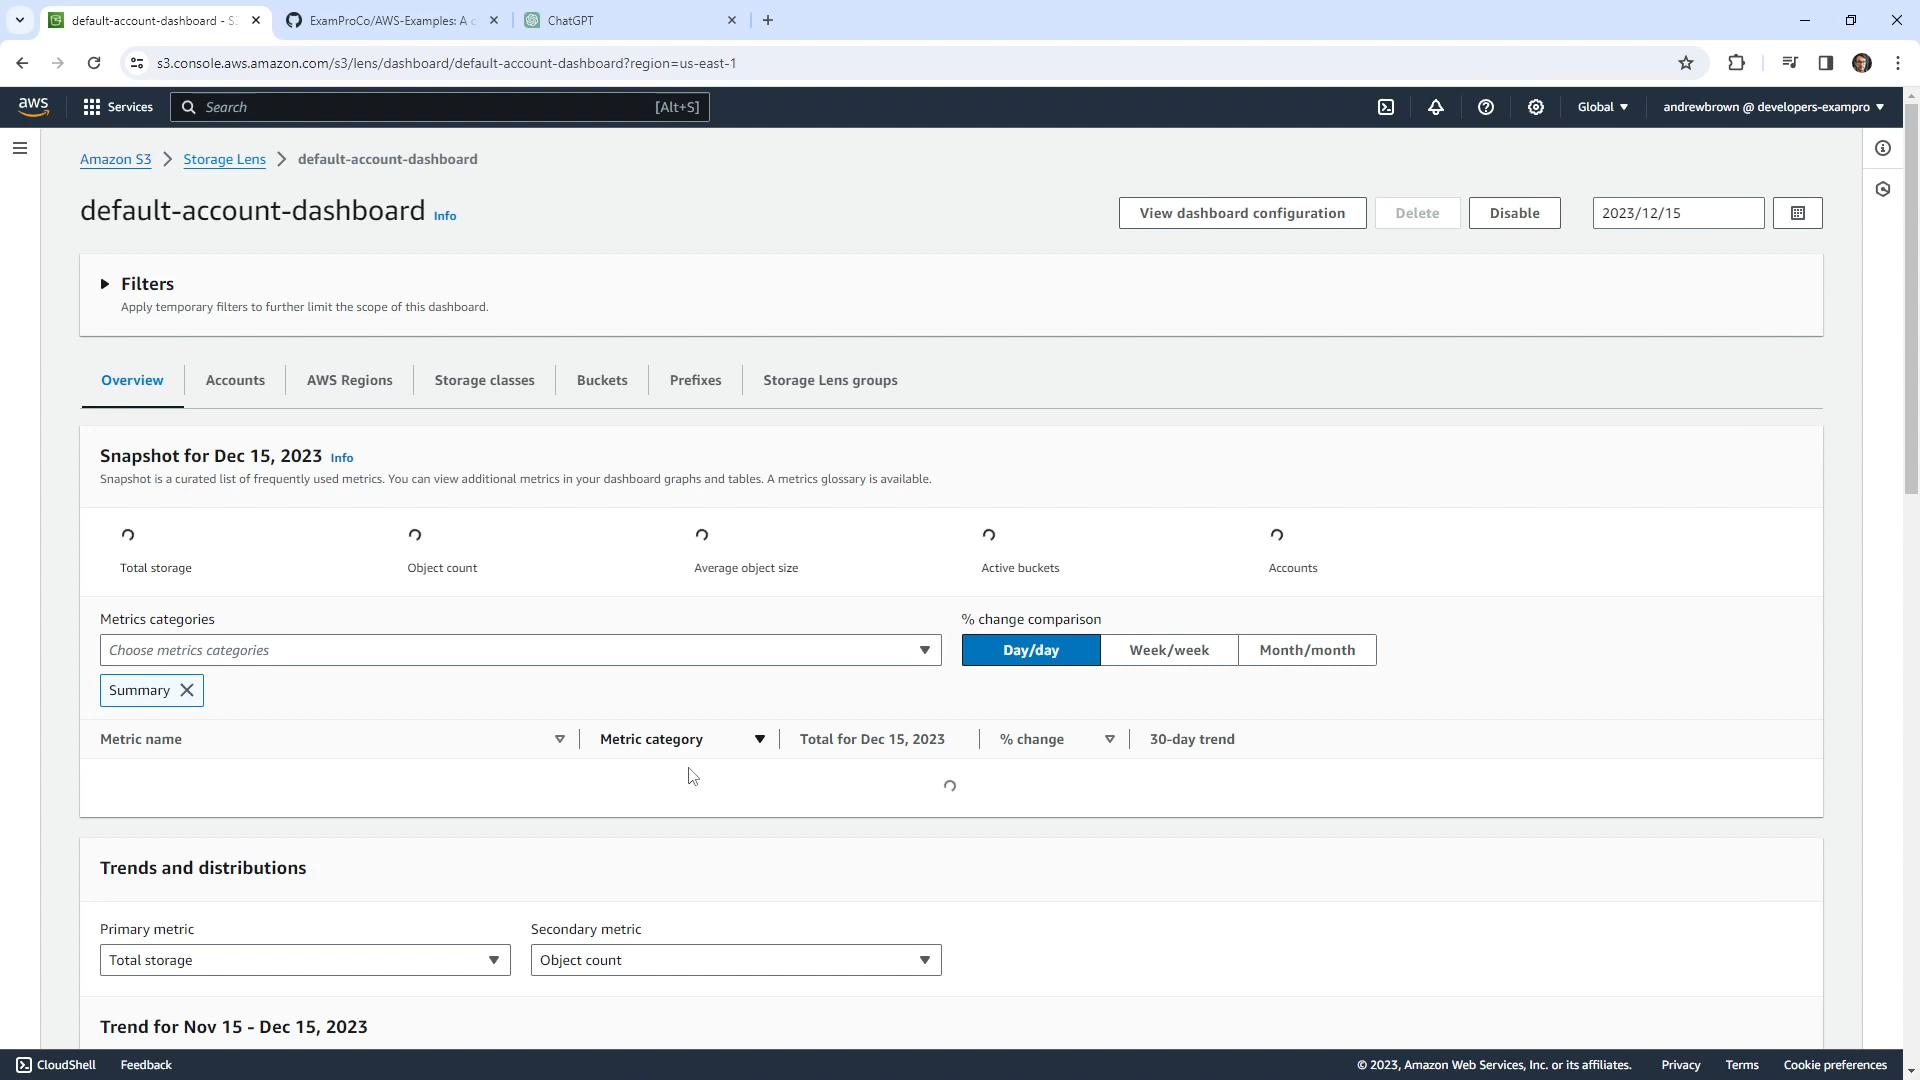 default-account-dashboard - S3
ExamProCo/AWS-Examples: A c
ChatGPT
s3.console.aws.amazon.com/s3/lens/dashboard/default-account-dashboard?region=us-east-1
aws
Services
Search
[Alt+S]
Global
andrewbrown @ developers-exampro
Amazon S3
Storage Lens
default-account-dashboard
default-account-dashboard Info
View dashboard configuration
Delete
Disable
2023/12/15
Filters
Apply temporary filters to further limit the scope of this dashboard.
Overview
Accounts
AWS Regions
Storage classes
Buckets
Prefixes
Storage Lens groups
Snapshot for Dec 15, 2023 Info
Snapshot is a curated list of frequently used metrics. You can view additional metrics in your dashboard graphs and tables. A metrics glossary is available.
Total storage
Object count
Average object size
Active buckets
Accounts
Metrics categories
% change comparison
Choose metrics categories
Day/day
Week/week
Month/month
Summary
Metric name
Metric category
Total for Dec 15, 2023
% change
30-day trend
Trends and distributions
Primary metric
Secondary metric
Total storage
Object count
Trend for Nov 15 - Dec 15, 2023
CloudShell
Feedback
© 2023, Amazon Web Services, Inc. or its affiliates.
Privacy
Terms
Cookie preferences